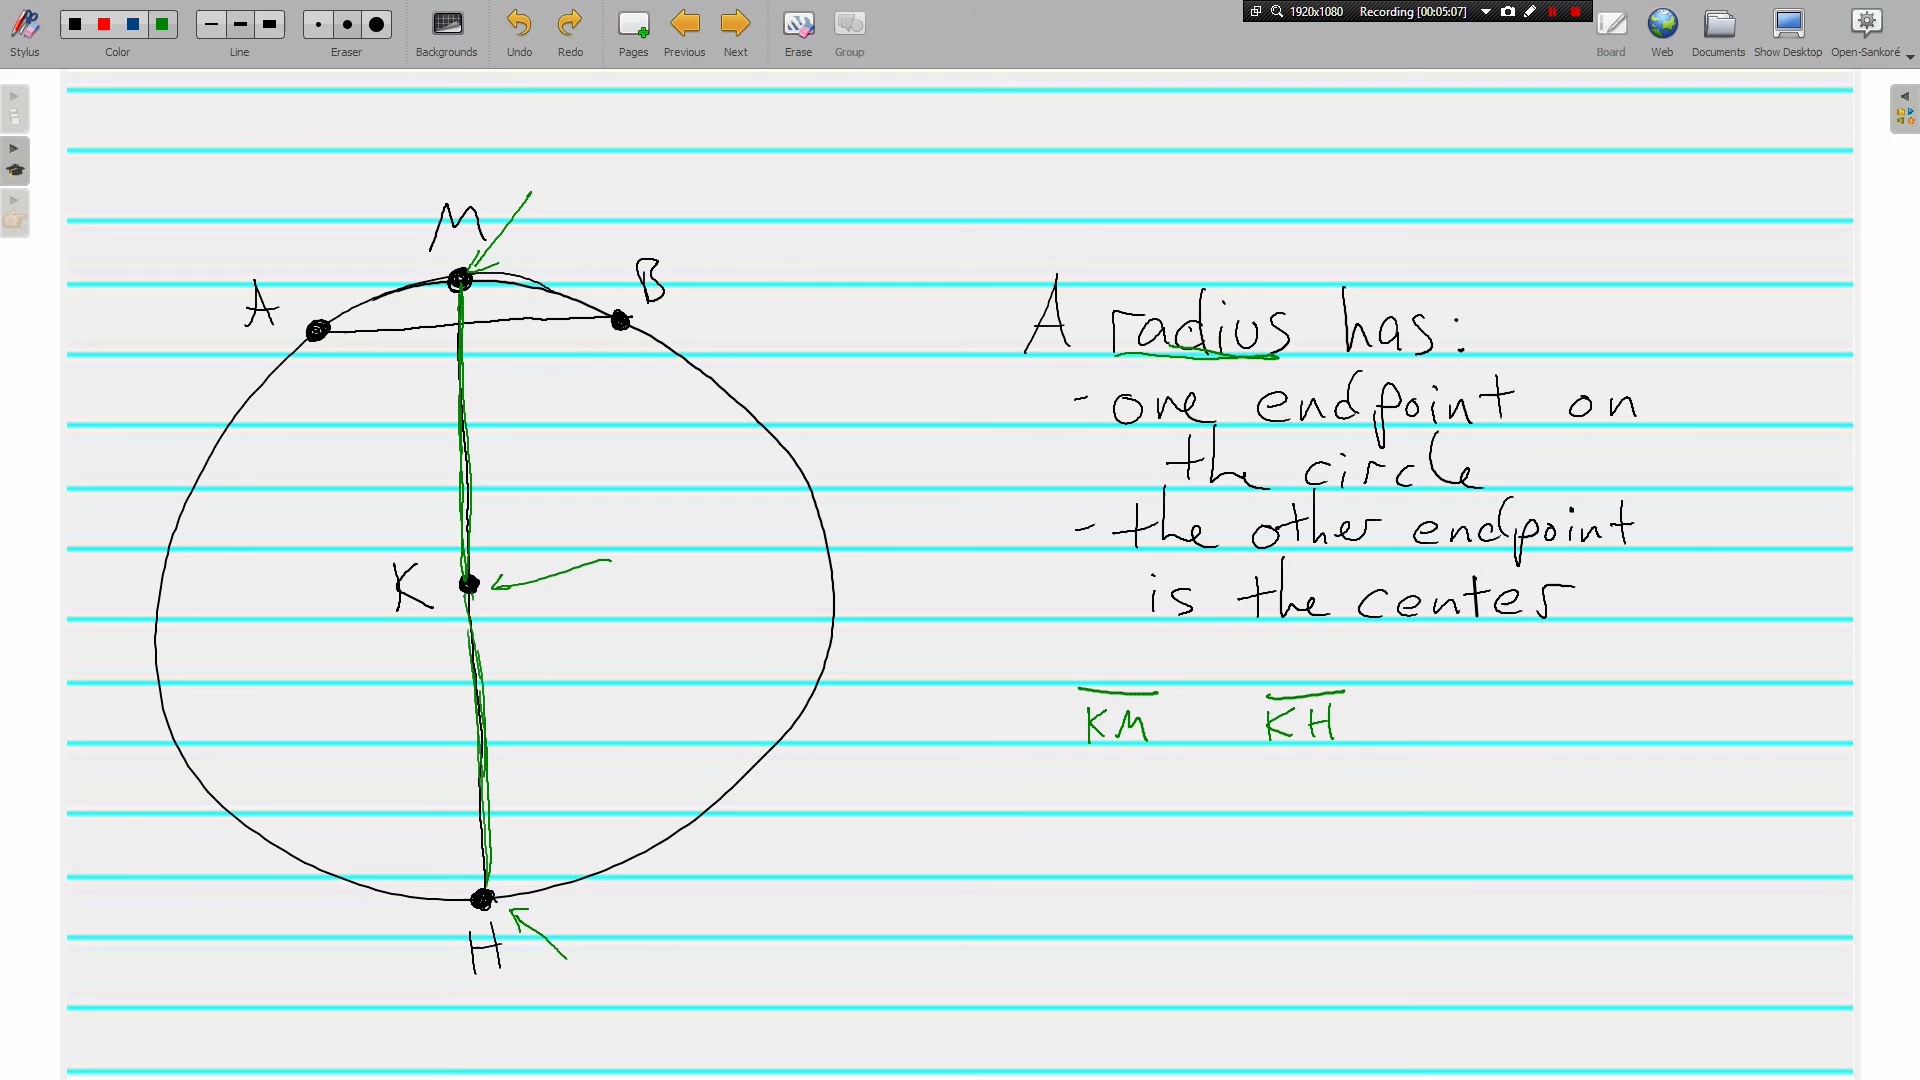 Stylus
Color
Line
Eraser
Backgrounds
Undo
Redo
Pages
Previous
Next
Erase
Group
1920x1080
Recording [00:05:07]
Board
Web
Documents
Show Desktop
Open-Sankoré
M
A
B
K
H
A radius has:
- one endpoint on
the circle
- the other endpoint
is the center
KM KH